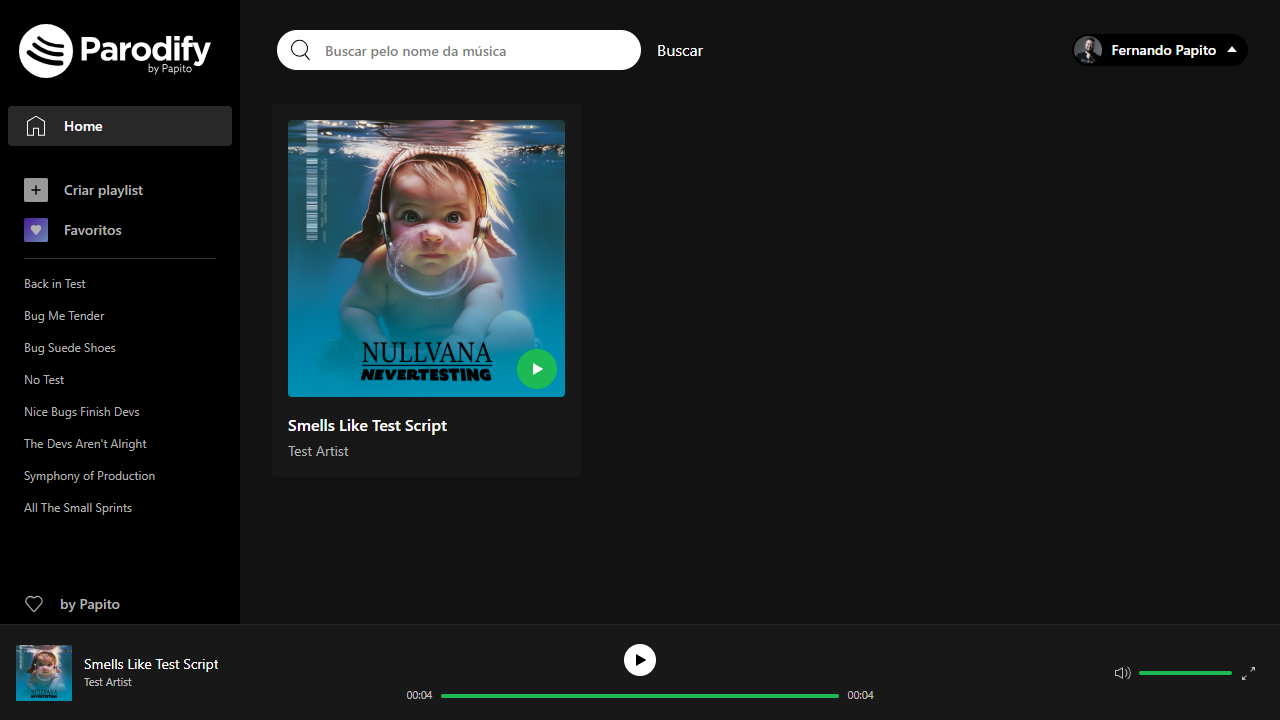 Parodify
by Papito
Buscar pelo nome da música
Buscar
Fernando Papito
Home
Criar playlist
Favoritos
Back in Test
Bug Me Tender
Bug Suede Shoes
No Test
Nice Bugs Finish Devs
The Devs Aren't Alright
Symphony of Production
All The Small Sprints
by Papito
NULLVANA
NEVERTESTING
Smells Like Test Script
Test Artist
NULLVANA
NEVERTESTING
Smells Like Test Script
Test Artist
00:04
00:04